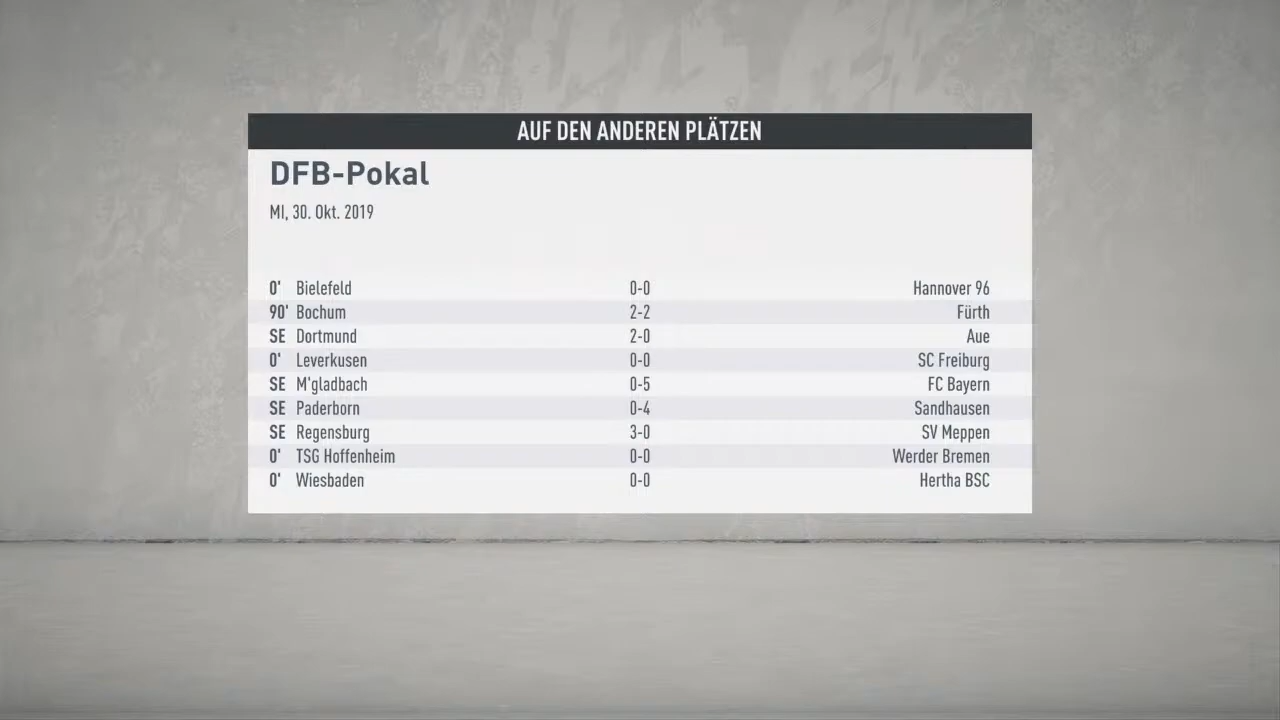 AUF DEN ANDEREN PLÄTZEN
DFB-Pokal
MI, 30. Okt. 2019
0' Bielefeld 0-0 Hannover 96
90' Bochum 2-2 Fürth
SE Dortmund 2-0 Aue
0' Leverkusen 0-0 SC Freiburg
SE M'gladbach 0-5 FC Bayern
SE Paderborn 0-4 Sandhausen
SE Regensburg 3-0 SV Meppen
0' TSG Hoffenheim 0-0 Werder Bremen
0' Wiesbaden 0-0 Hertha BSC